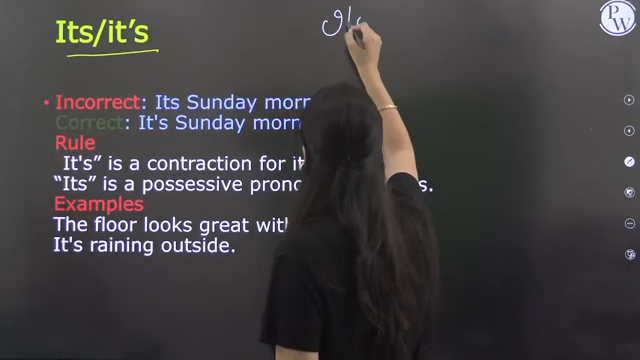 Its/it's
P
W
Incorrect: Its Sunday morn
Correct: It's Sunday morn
Rule
It's" is a contraction for it
"Its" is a possessive prono s.
Examples
The floor looks great with
It's raining outside.